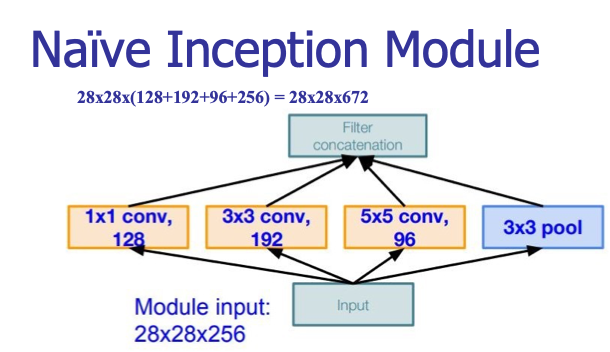 Naïve Inception Module
28x28x(128+192+96+256) = 28x28x672
Filter
concatenation
1x1 conv,
128
3x3 conv,
192
5x5 conv,
96
3x3 pool
Module input:
28x28x256
Input